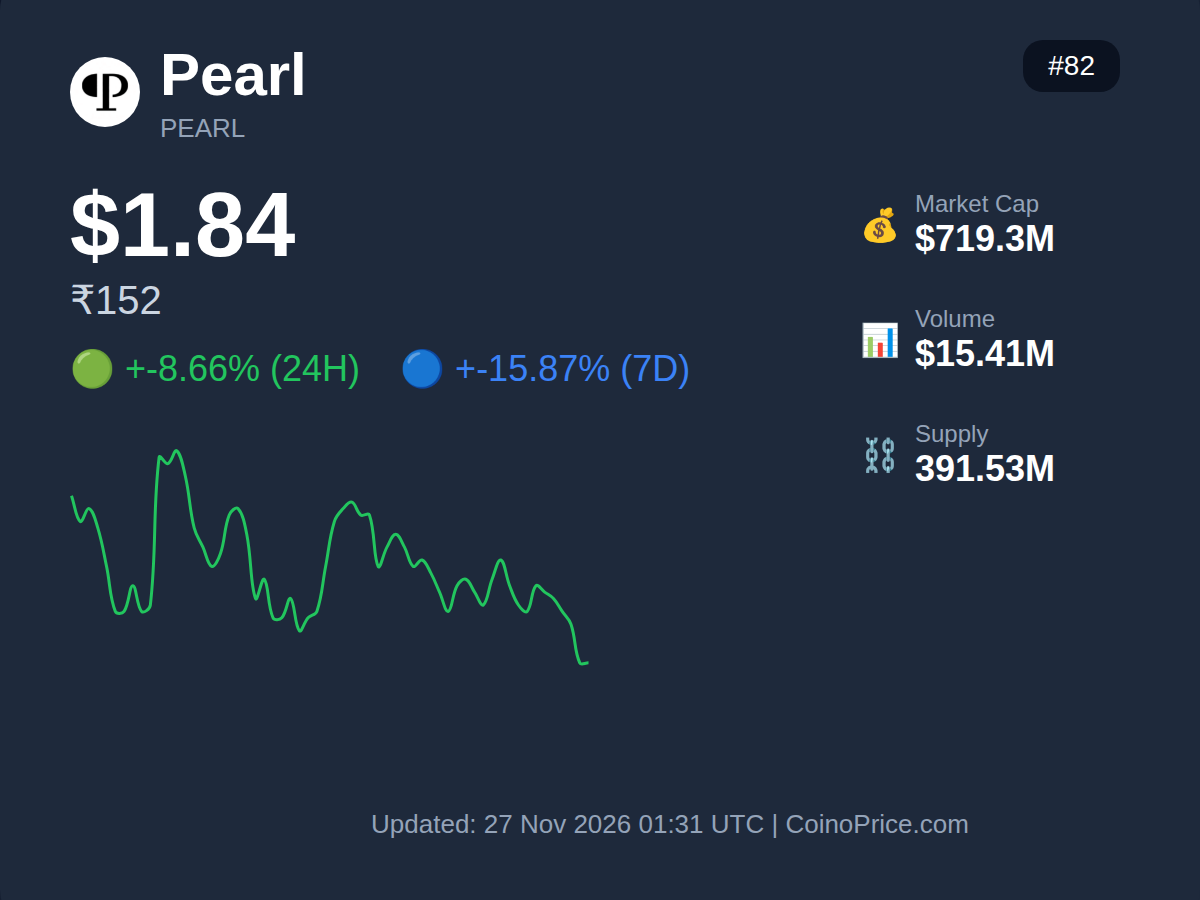 Pearl
PEARL
#82
$1.84
₹152
+-8.66% (24H)
+-15.87% (7D)
Market Cap
$719.3M
Volume
$15.41M
Supply
391.53M
Updated: 27 Nov 2026 01:31 UTC | CoinoPrice.com